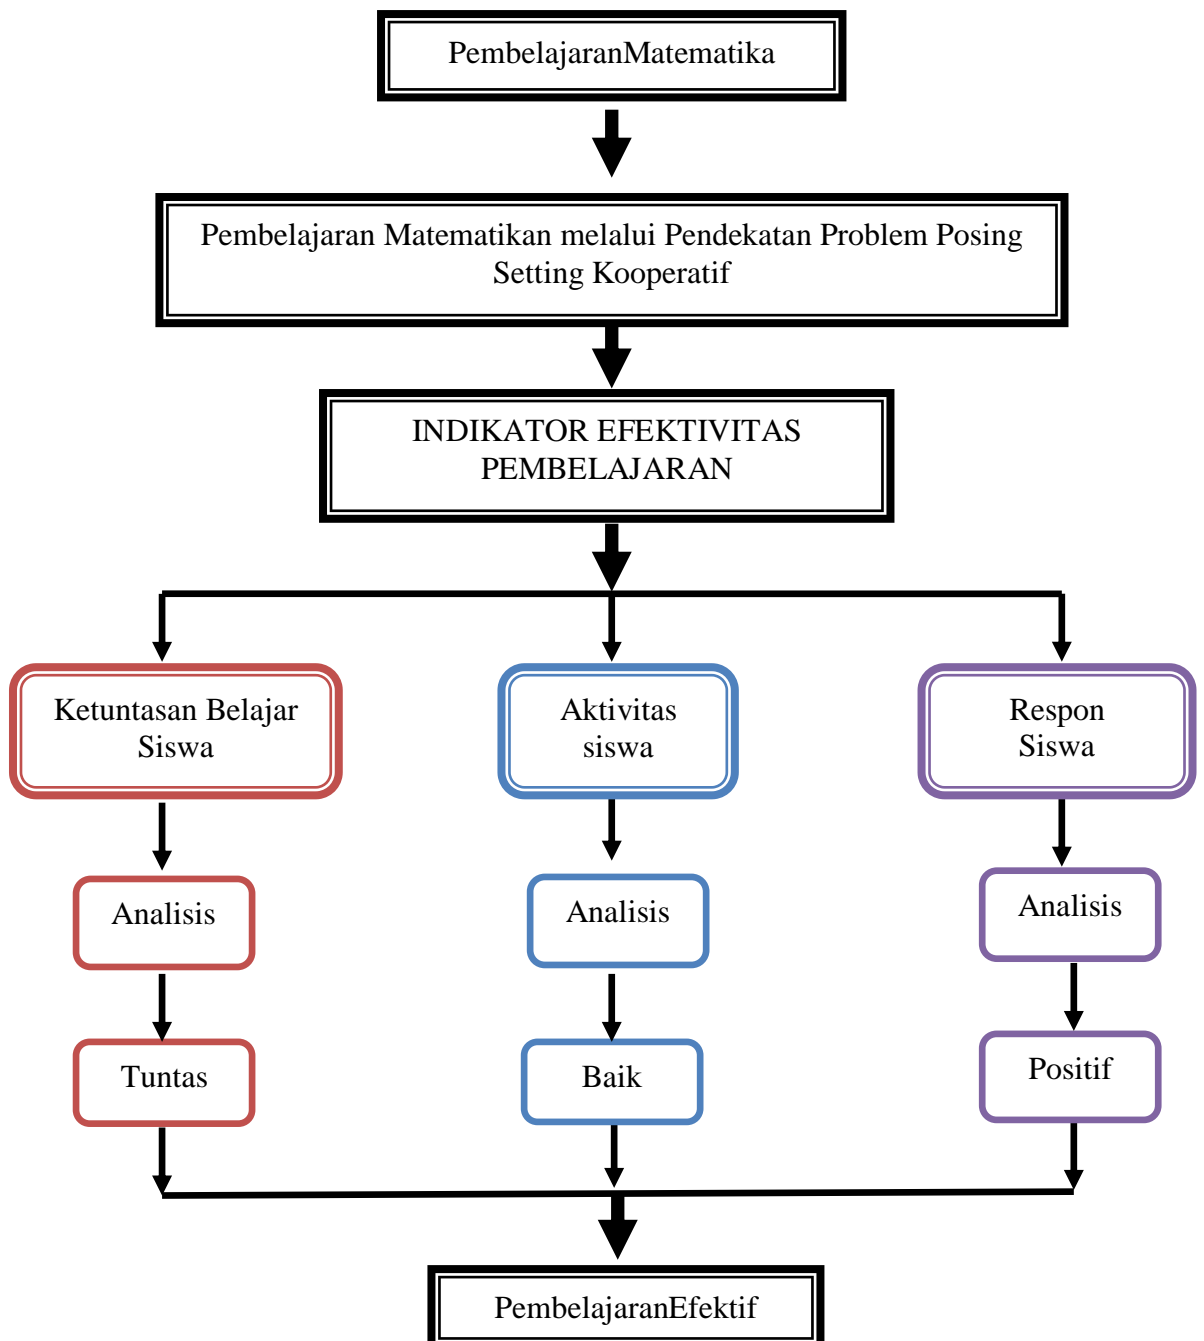 PembelajaranMatematika
Pembelajaran Matematikan melalui Pendekatan Problem Posing
Setting Kooperatif
INDIKATOR EFEKTIVITAS
PEMBELAJARAN
Ketuntasan Belajar
Siswa
Aktivitas
siswa
Respon
Siswa
Analisis
Analisis
Analisis
Tuntas
Baik
Positif
PembelajaranEfektif